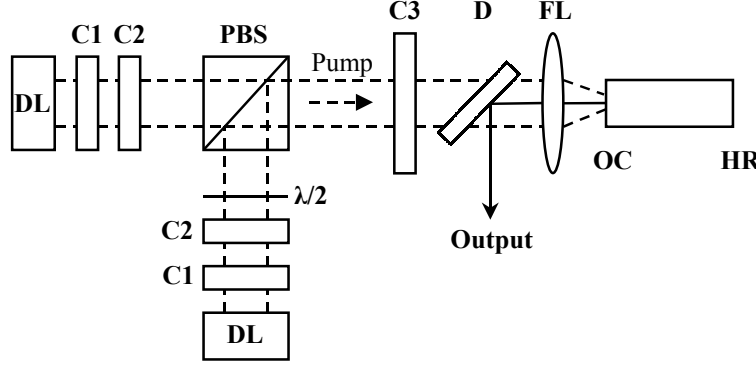 C1 C2 PBS C3 D FL
Pump
DL
OC HR
λ/2
C2
Output
C1
DL